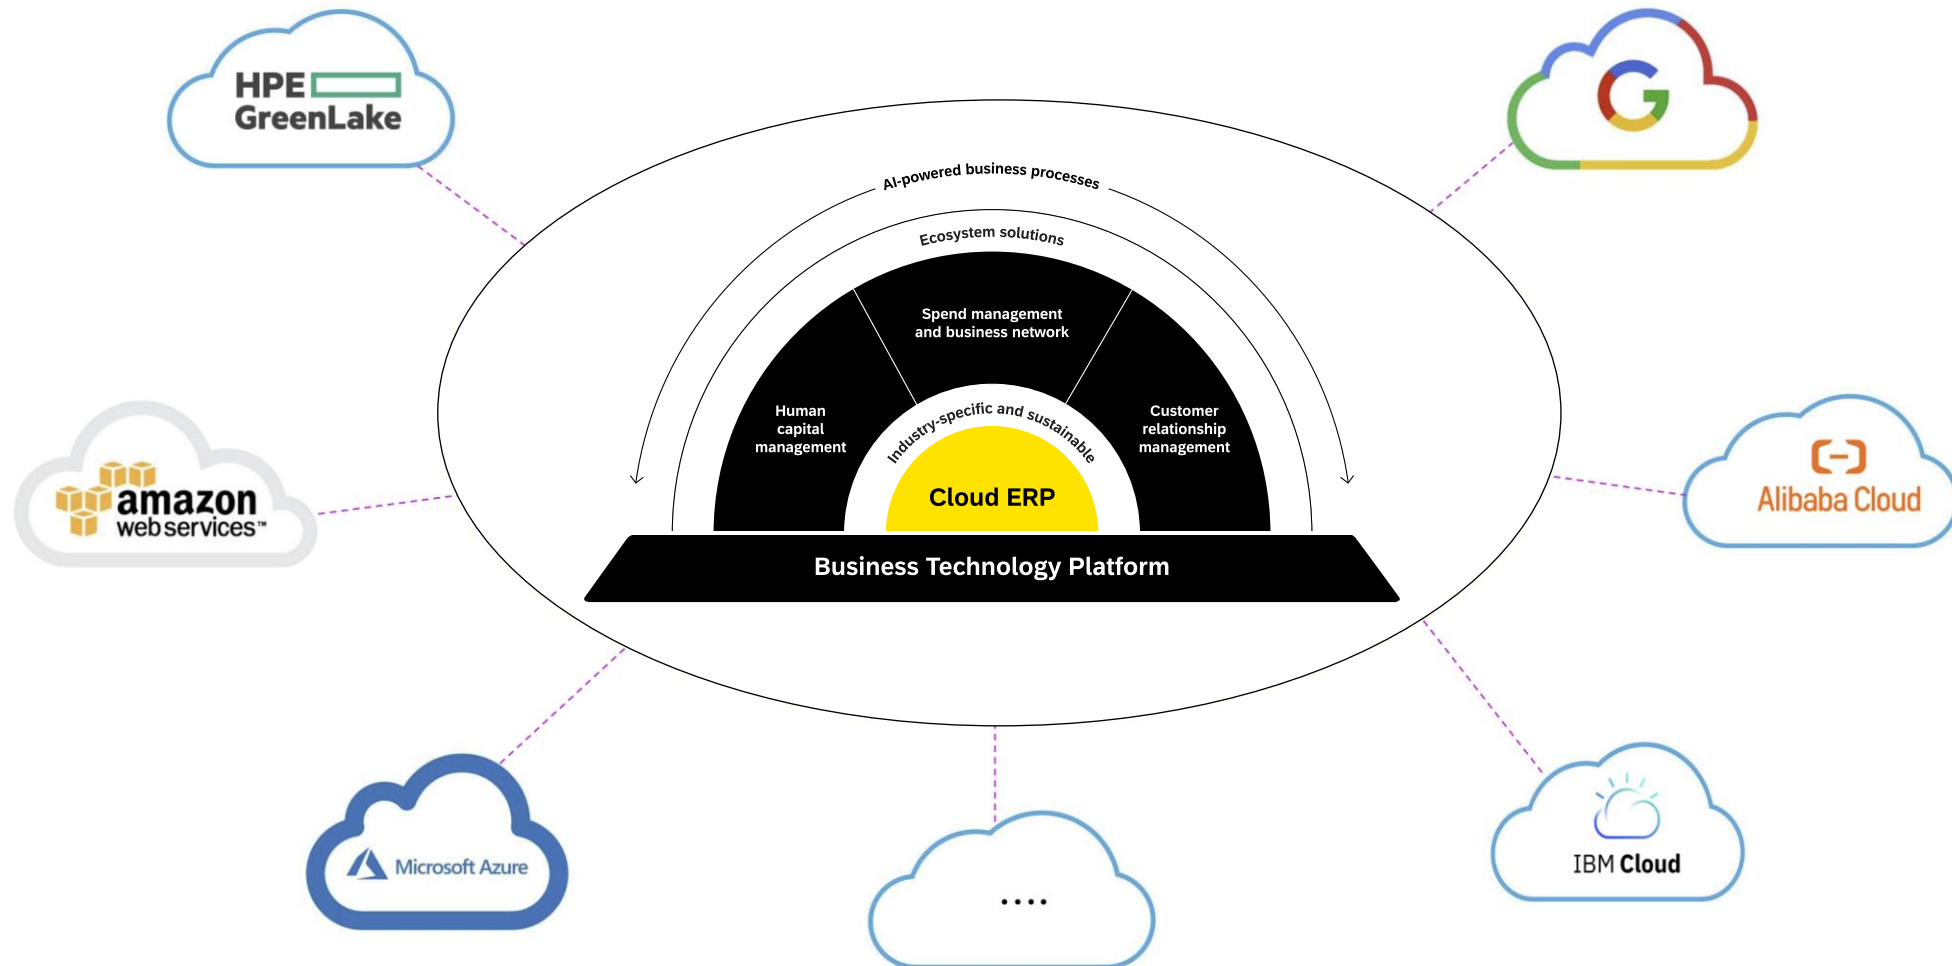 HPE
GreenLake
G
AI-powered business processes
Ecosystem solutions
Spend management
and business network
Human
capital
management
Customer
relationship
management
Industry-specific and sustainable
Cloud ERP
Business Technology Platform
amazon
web services™
Alibaba Cloud
Microsoft Azure
....
IBM Cloud